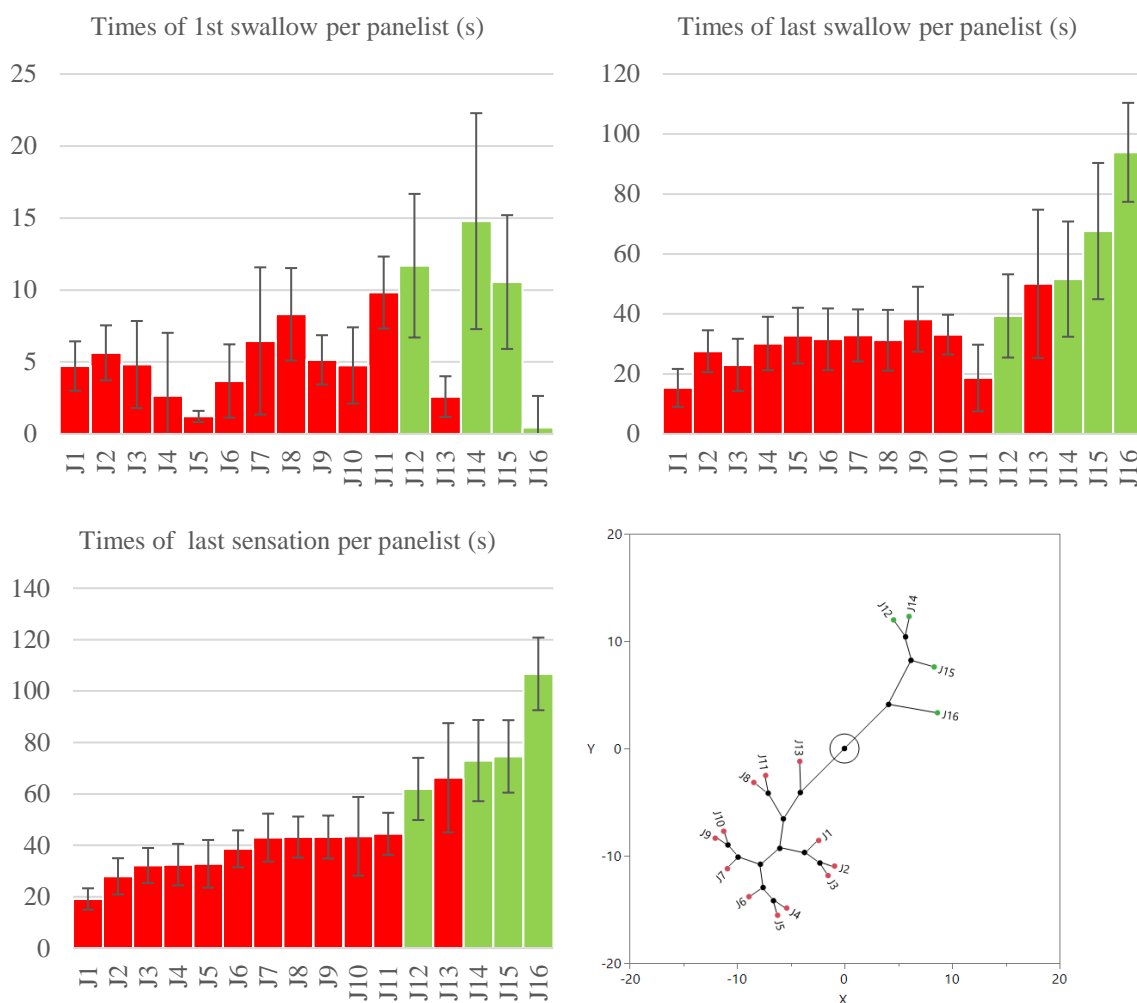 Times of 1st swallow per panelist (s)
25
20
15
10
5
0
J1 J2 J3 J4 J5 J6 J7 J8 J9 J10 J11 J12 J13 J14 J15 J16
Times of last swallow per panelist (s)
120
100
80
60
40
20
0
J1 J2 J3 J4 J5 J6 J7 J8 J9 J10 J11 J12 J13 J14 J15 J16
Times of last sensation per panelist (s)
140
120
100
80
60
40
20
0
J1 J2 J3 J4 J5 J6 J7 J8 J9 J10 J11 J12 J13 J14 J15 J16
20
10
0
-10
-20
Y
J12 J14
J15
J16
J13
J11
J8
J10
J9
J7
J1
J2
J3
J6
J5
J4
-20 -10 0 10 20
X